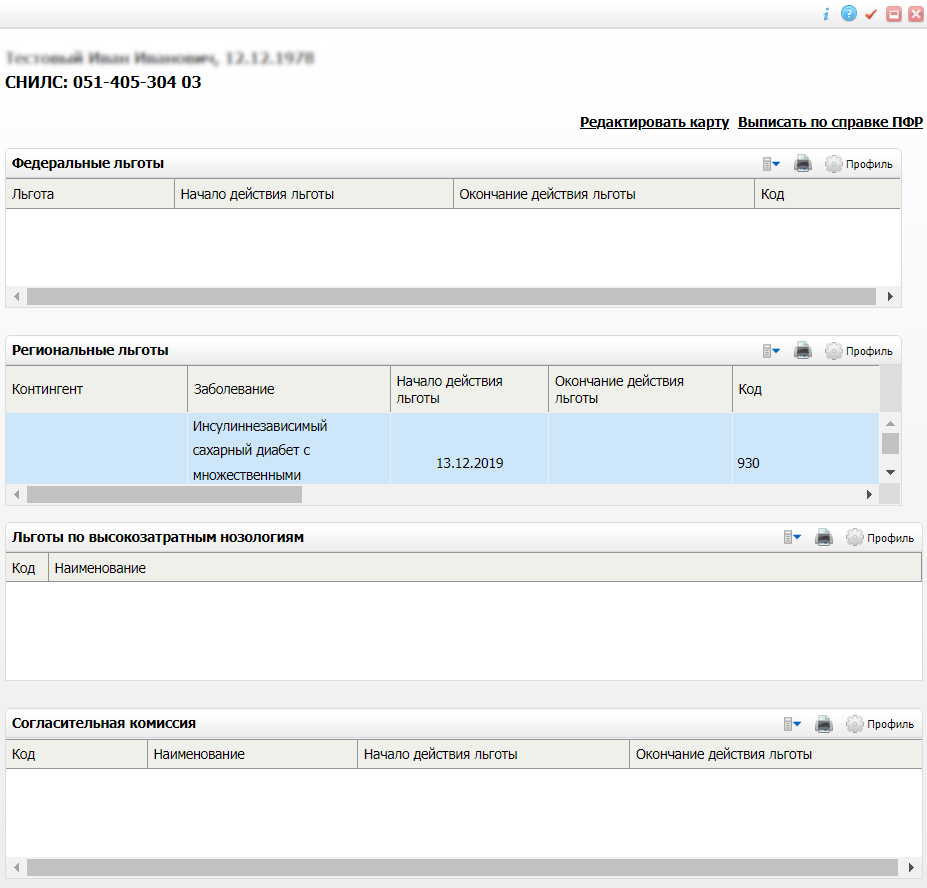 Тестовый Иван Иванович, 12.12.1978
СНИЛС: 051-405-304 03
Редактировать карту Выписать по справке ПФР
Федеральные льготы Профиль
Льгота Начало действия льготы Окончание действия льготы Код
Региональные льготы Профиль
Контингент Заболевание Начало действия льготы Окончание действия льготы Код
Инсулиннезависимый
сахарный диабет с
множественными
13.12.2019 930
Льготы по высокозатратным нозологиям Профиль
Код Наименование
Согласительная комиссия Профиль
Код Наименование Начало действия льготы Окончание действия льготы